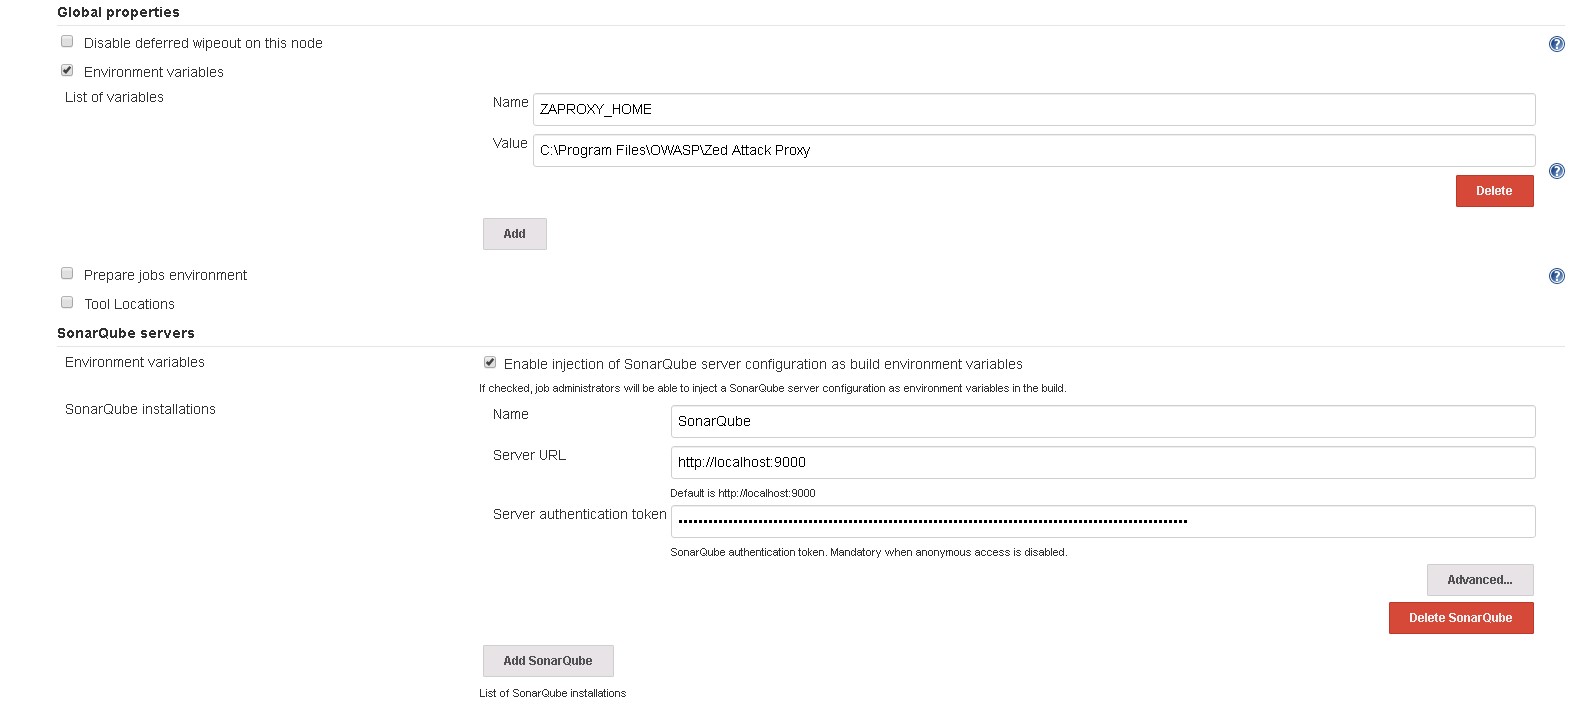 Global properties
Disable deferred wipeout on this node
Environment variables
List of variables
Name
ZAPROXY_HOME
Value
C:\Program Files\OWASP\Zed Attack Proxy
Delete
Add
Prepare jobs environment
Tool Locations
SonarQube servers
Environment variables
Enable injection of SonarQube server configuration as build environment variables
If checked, job administrators will be able to inject a SonarQube server configuration as environment variables in the build.
SonarQube installations
Name
SonarQube
Server URL
http://localhost:9000
Default is http://localhost:9000
Server authentication token
SonarQube authentication token. Mandatory when anonymous access is disabled.
Advanced...
Delete SonarQube
Add SonarQube
List of SonarQube installations